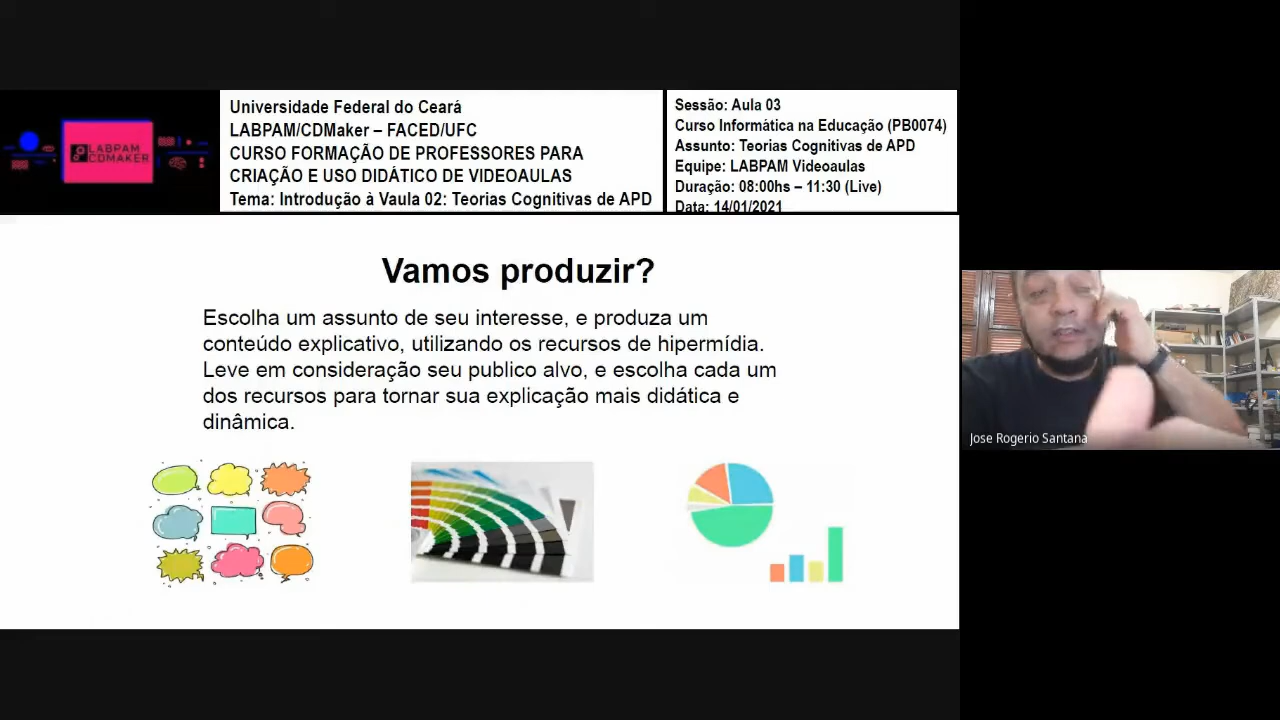 LABPAM
CDMAKER
Universidade Federal do Ceará
LABPAM/CDMaker – FACED/UFC
CURSO FORMAÇÃO DE PROFESSORES PARA
CRIAÇÃO E USO DIDÁTICO DE VIDEOAULAS
Tema: Introdução à Vaula 02: Teorias Cognitivas de APD
Sessão: Aula 03
Curso Informática na Educação (PB0074)
Assunto: Teorias Cognitivas de APD
Equipe: LABPAM Videoaulas
Duração: 08:00hs – 11:30 (Live)
Data: 14/01/2021
Vamos produzir?
Escolha um assunto de seu interesse, e produza um
conteúdo explicativo, utilizando os recursos de hipermídia.
Leve em consideração seu publico alvo, e escolha cada um
dos recursos para tornar sua explicação mais didática e
dinâmica.
Jose Rogerio Santana